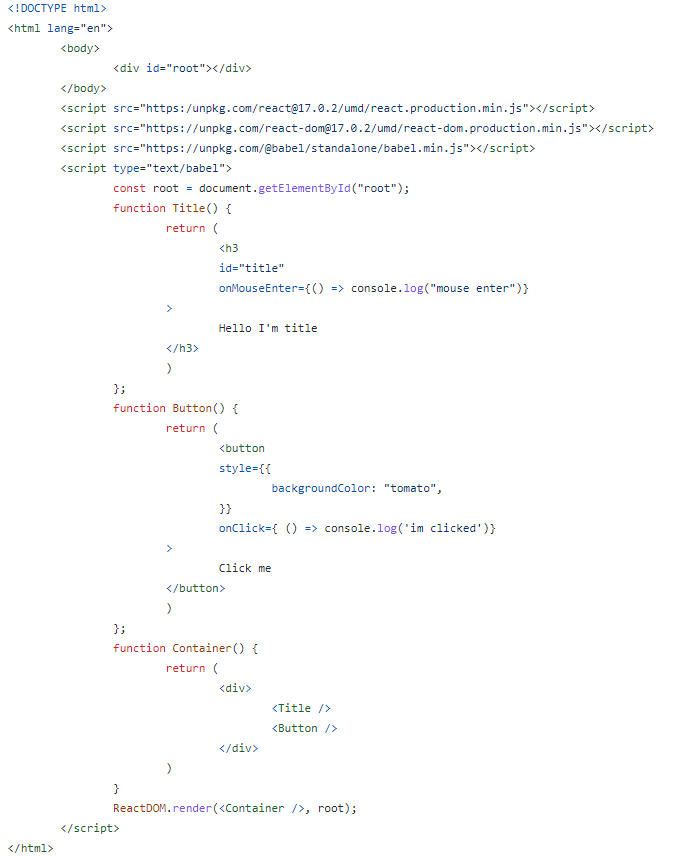 <!DOCTYPE html>
<html lang="en">
<body>
<div id="root"></div>
</body>
<script src="https:/unpkg.com/react@17.0.2/umd/react.production.min.js"></script>
<script src="https://unpkg.com/react-dom@17.0.2/umd/react-dom.production.min.js"></script>
<script src="https://unpkg.com/@babel/standalone/babel.min.js"></script>
<script type="text/babel">
const root = document.getElementById("root");
function Title() {
return (
<h3
id="title"
onMouseEnter={() => console.log("mouse enter")}
>
Hello I'm title
</h3>
)
};
function Button() {
return (
<button
style={{
backgroundColor: "tomato",
}}
onClick={ () => console.log('im clicked')}
>
Click me
</button>
)
};
function Container() {
return (
<div>
<Title />
<Button />
</div>
)
}
ReactDOM.render(<Container />, root);
</script>
</html>